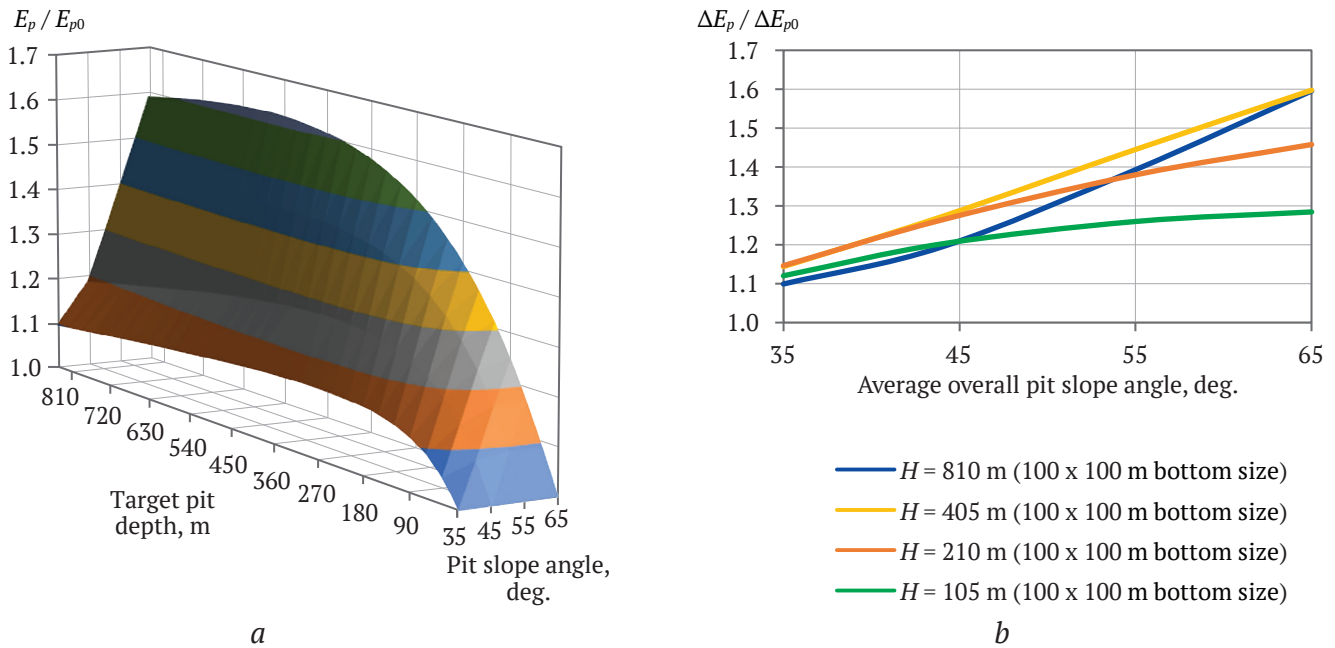 Eₚ / Eₚ₀
1.7
1.6
1.5
1.4
1.3
1.2
1.1
1.0
810
720
630
540
450
360
270
180
90
35 45 55 65
Target pit
depth, m
Pit slope angle,
deg.
a
ΔEₚ / ΔEₚ₀
1.7
1.6
1.5
1.4
1.3
1.2
1.1
1.0
35 45 55 65
Average overall pit slope angle, deg.
H = 810 m (100 x 100 m bottom size)
H = 405 m (100 x 100 m bottom size)
H = 210 m (100 x 100 m bottom size)
H = 105 m (100 x 100 m bottom size)
b